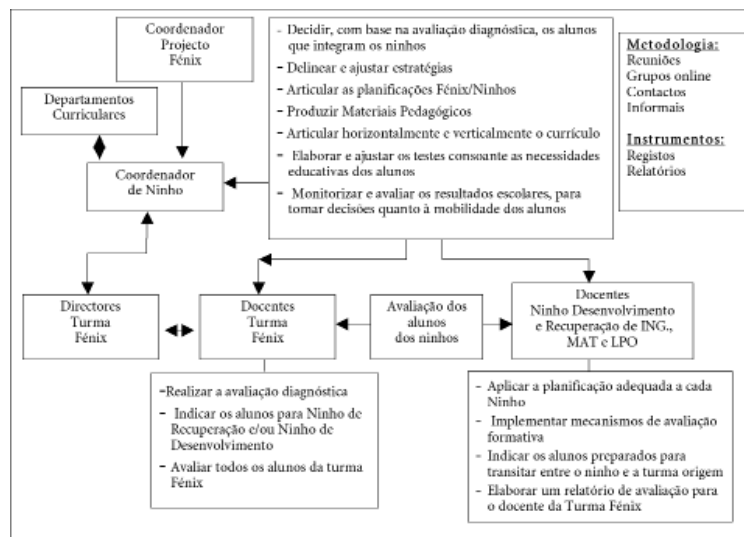 Coordenador
Projecto
Fénix
Departamentos
Curriculares
Coordenador
de Ninho
- Decidir, com base na avaliação diagnóstica, os alunos
que integram os ninhos
- Delinear e ajustar estratégias
- Articular as planificações Fénix/Ninhos
- Produzir Materiais Pedagógicos
- Articular horizontalmente e verticalmente o currículo
- Elaborar e ajustar os testes consoante as necessidades
educativas dos alunos
- Monitorizar e avaliar os resultados escolares, para
tomar decisões quanto à mobilidade dos alunos
Metodologia:
Reuniões
Grupos online
Contactos
Informais
Instrumentos:
Registos
Relatórios
Directores
Turma
Fénix
Docentes
Turma
Fénix
Avaliação dos
alunos
dos ninhos
Docentes
Ninho Desenvolvimento
e Recuperação de ING.,
MAT e LPO
-Realizar a avaliação diagnóstica
- Indicar os alunos para Ninho de
Recuperação e/ou Ninho de
Desenvolvimento
- Avaliar todos os alunos da turma
Fénix
- Aplicar a planificação adequada a cada
Ninho
- Implementar mecanismos de avaliação
formativa
- Indicar os alunos preparados para
transitar entre o ninho e a turma origem
- Elaborar um relatório de avaliação para
o docente da Turma Fénix